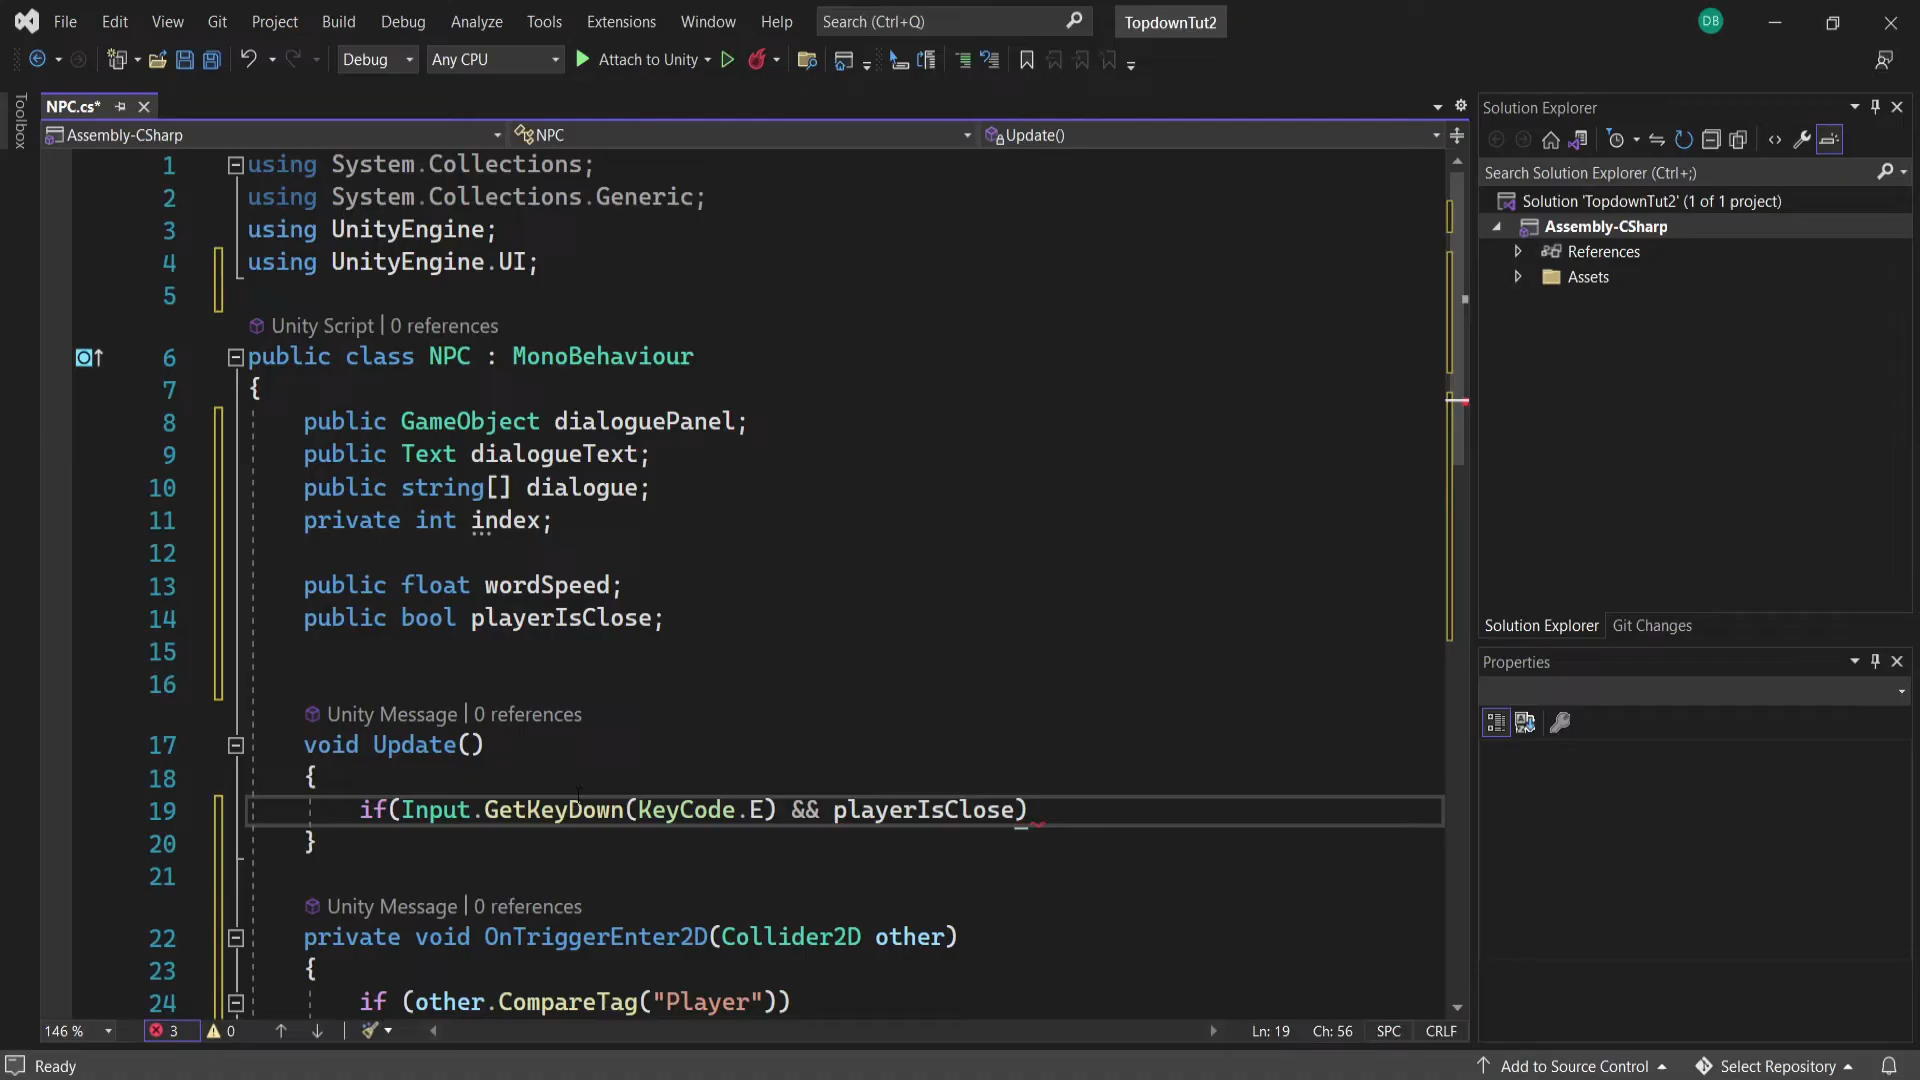 File Edit View Git Project Build Debug Test Analyze Tools Extensions Window Help Search (Ctrl+Q) TopdownTut2 DB
Debug Any CPU Attach to Unity
Toolbox
NPC.cs*
Assembly-CSharp NPC Update()
1 using System.Collections;
2 using System.Collections.Generic;
3 using UnityEngine;
4 using UnityEngine.UI;
5
Unity Script | 0 references
6 public class NPC : MonoBehaviour
7 {
8 public GameObject dialoguePanel;
9 public Text dialogueText;
10 public string[] dialogue;
11 private int index;
12
13 public float wordSpeed;
14 public bool playerIsClose;
15
16
Unity Message | 0 references
17 void Update()
18 {
19 if(Input.GetKeyDown(KeyCode.E) && playerIsClose)
20 }
21
Unity Message | 0 references
22 private void OnTriggerEnter2D(Collider2D other)
23 {
24 if (other.CompareTag("Player"))
146 % 3 0 Ln: 19 Ch: 56 SPC CRLF
Solution Explorer
Search Solution Explorer (Ctrl+;)
Solution 'TopdownTut2' (1 of 1 project)
Assembly-CSharp
References
Assets
Solution Explorer Git Changes
Properties
Ready Add to Source Control Select Repository